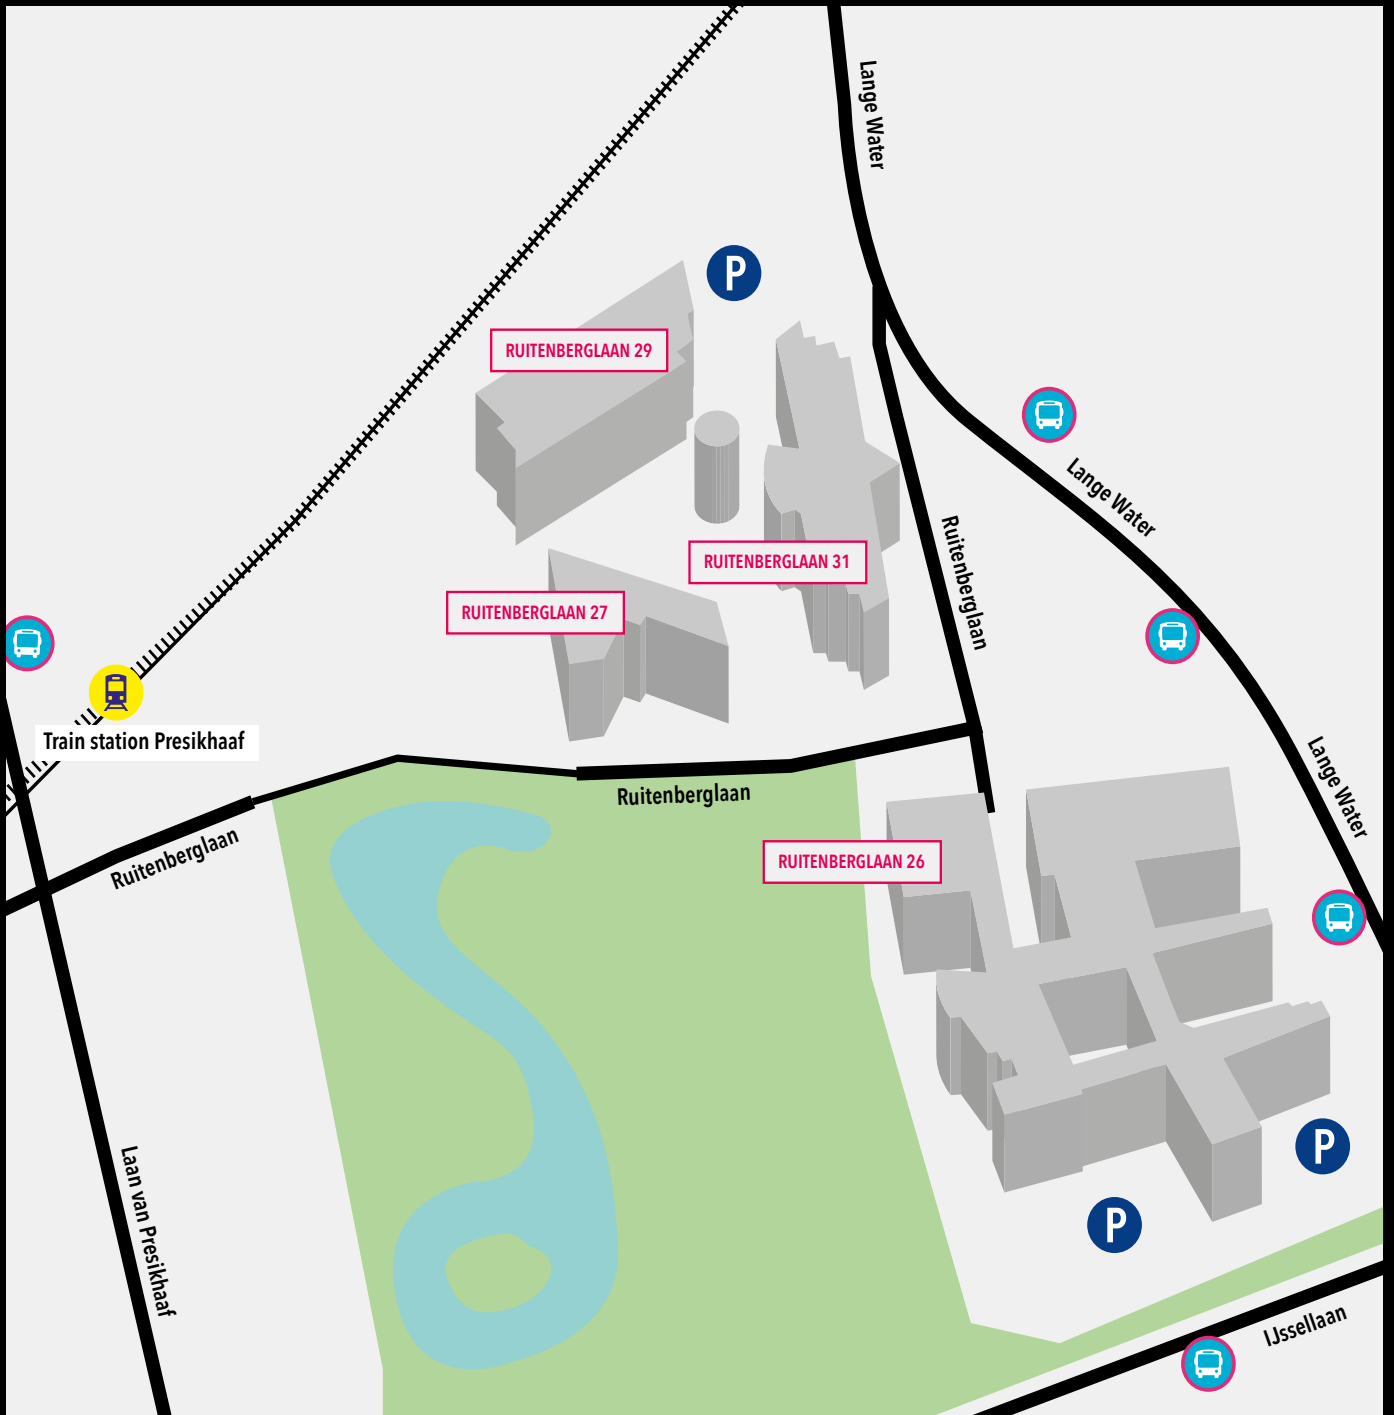 Lange Water
P
RUITENBERGLAAN 29
Lange Water
RUITENBERGLAAN 31
Ruitenberglaan
RUITENBERGLAAN 27
Train station Presikhaaf
Lange Water
Ruitenberglaan
Ruitenberglaan
RUITENBERGLAAN 26
P
P
Laan van Presikhaaf
IJssellaan